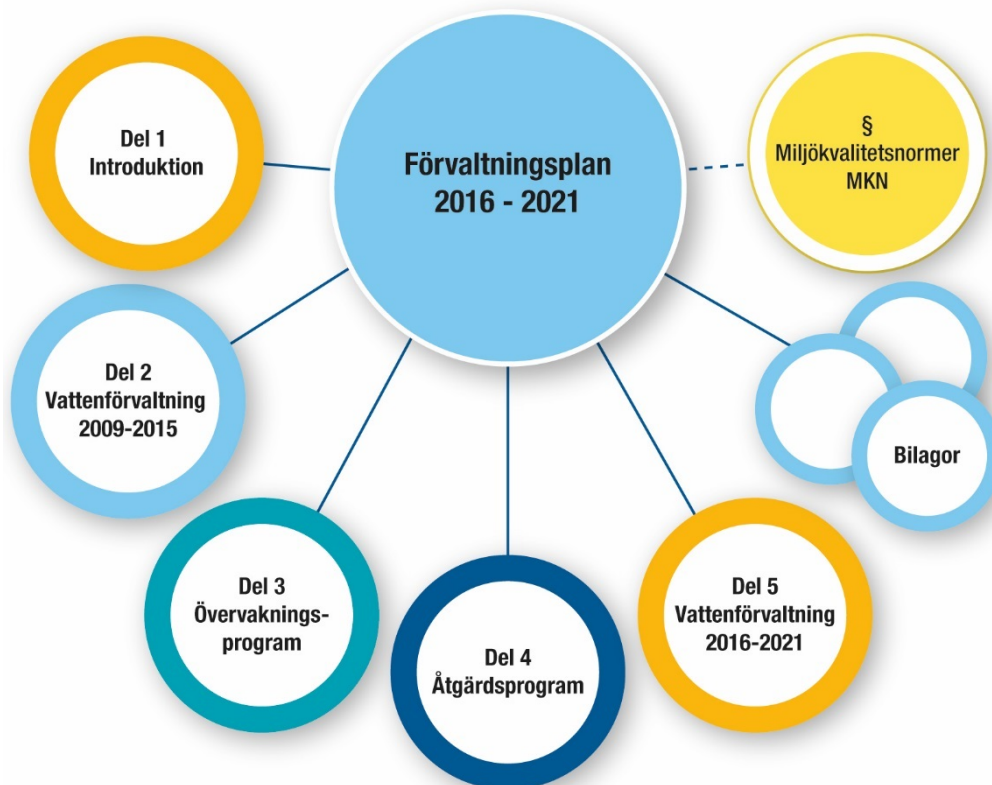 Förvaltningsplan
2016 - 2021
Del 1
Introduktion
Del 2
Vattenförvaltning
2009-2015
Del 3
Övervaknings-
program
Del 4
Åtgärdsprogram
Del 5
Vattenförvaltning
2016-2021
Bilagor
§
Miljökvalitetsnormer
MKN